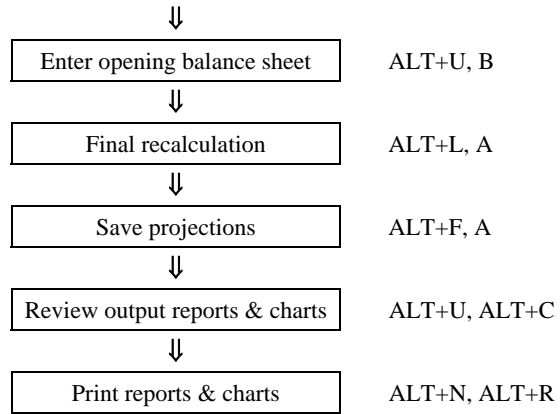 ⇓
Enter opening balance sheet ALT+U, B
⇓
Final recalculation ALT+L, A
⇓
Save projections ALT+F, A
⇓
Review output reports & charts ALT+U, ALT+C
⇓
Print reports & charts ALT+N, ALT+R